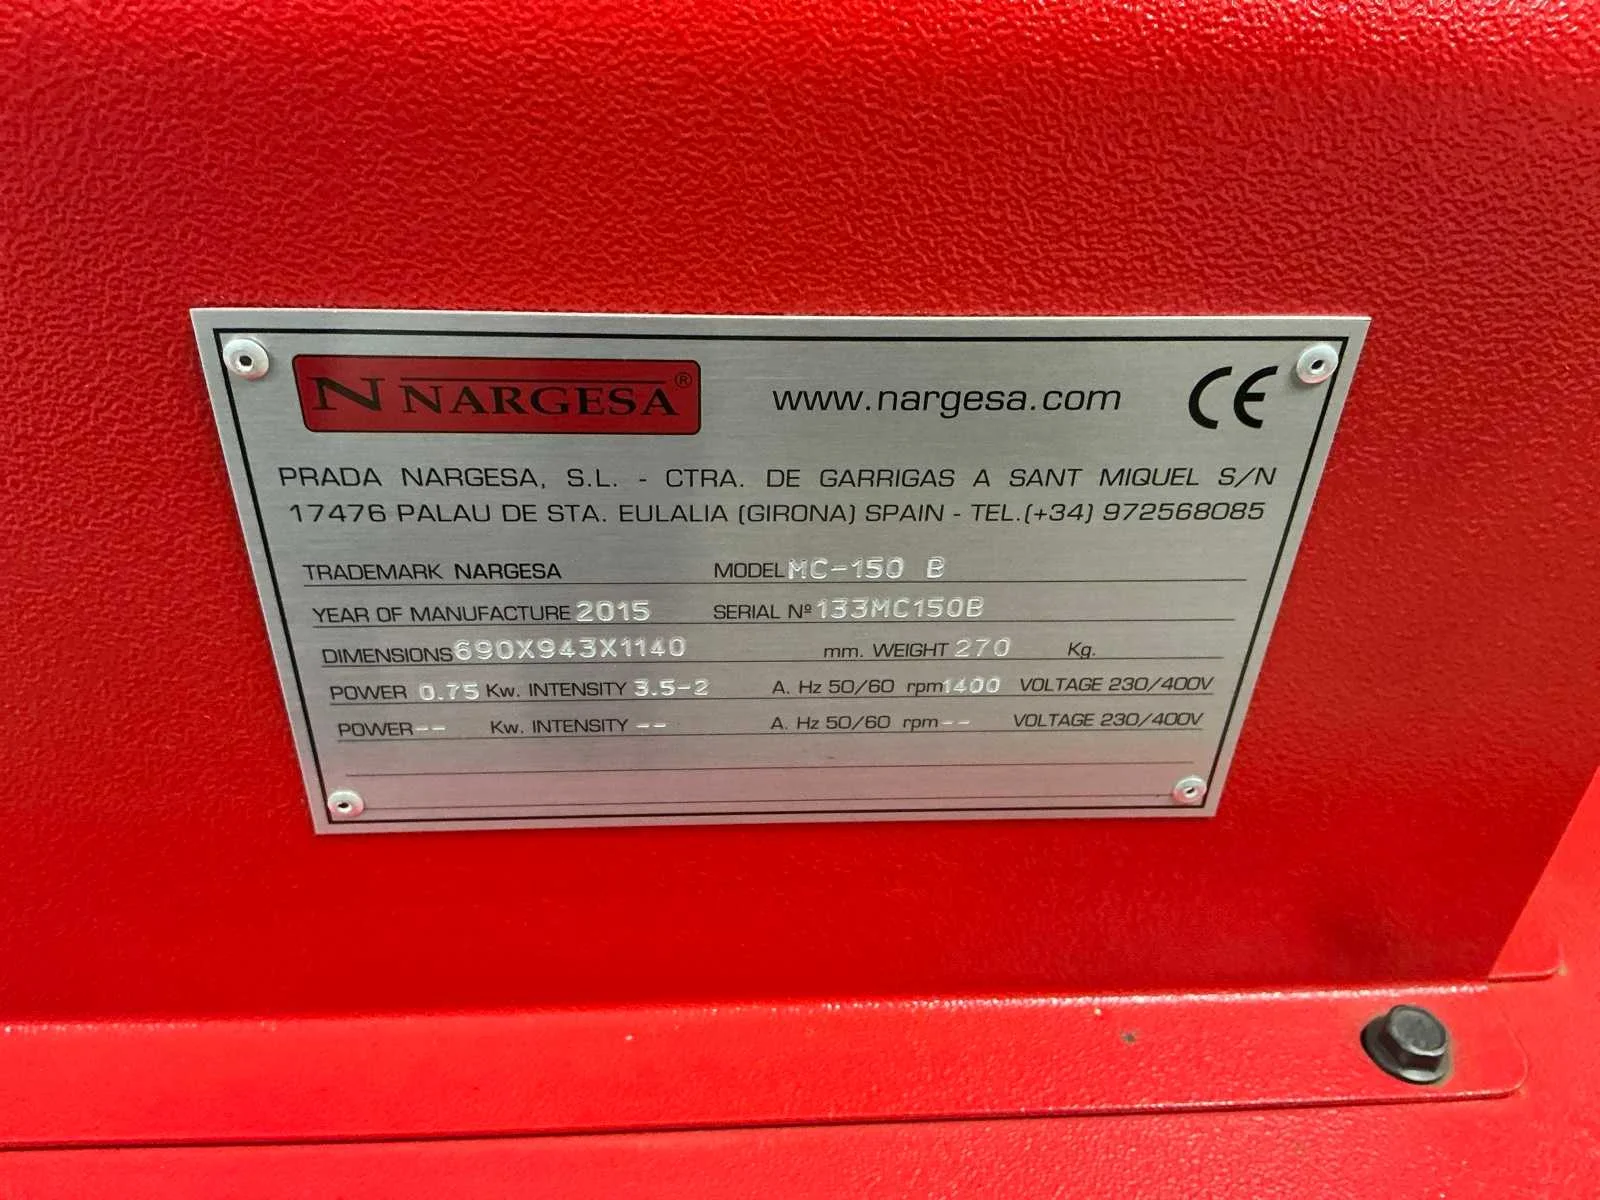 N NARGESA® www.nargesa.com CE
PRADA NARGESA, S.L. - CTRA. DE GARRIGAS A SANT MIQUEL S/N
17476 PALAU DE STA. EULALIA (GIRONA) SPAIN - TEL.(+34) 972568085
TRADEMARK NARGESA MODEL MC-150 B
YEAR OF MANUFACTURE 2015 SERIAL Nº 133MC150B
DIMENSIONS 690X943X1140 mm. WEIGHT 270 Kg.
POWER 0.75 Kw. INTENSITY 3.5-2 A. Hz 50/60 rpm 1400 VOLTAGE 230/400V
POWER -- Kw. INTENSITY -- A. Hz 50/60 rpm -- VOLTAGE 230/400V